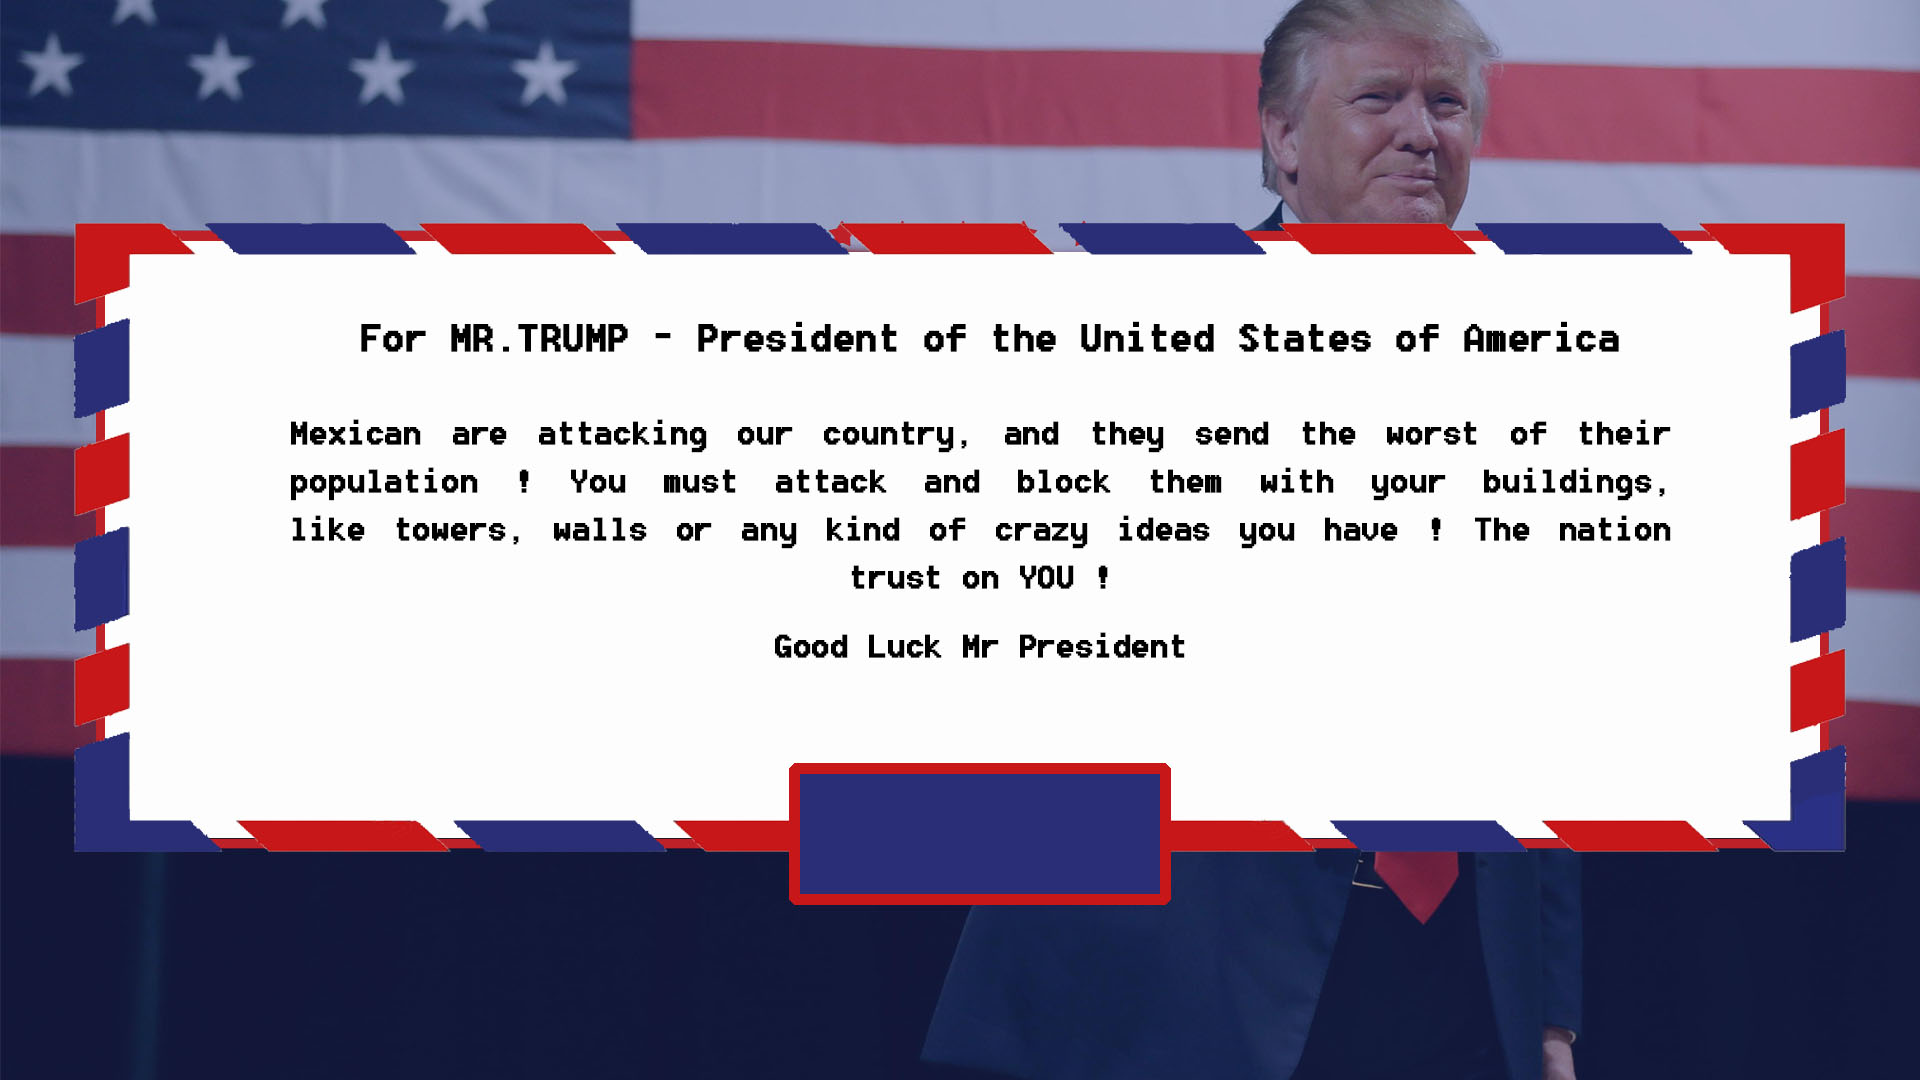 For MR.TRUMP - President of the United States of America
Mexican are attacking our country, and they send the worst of their
population ! You must attack and block them with your buildings,
like towers, walls or any kind of crazy ideas you have ! The nation
trust on YOU !
Good Luck Mr President